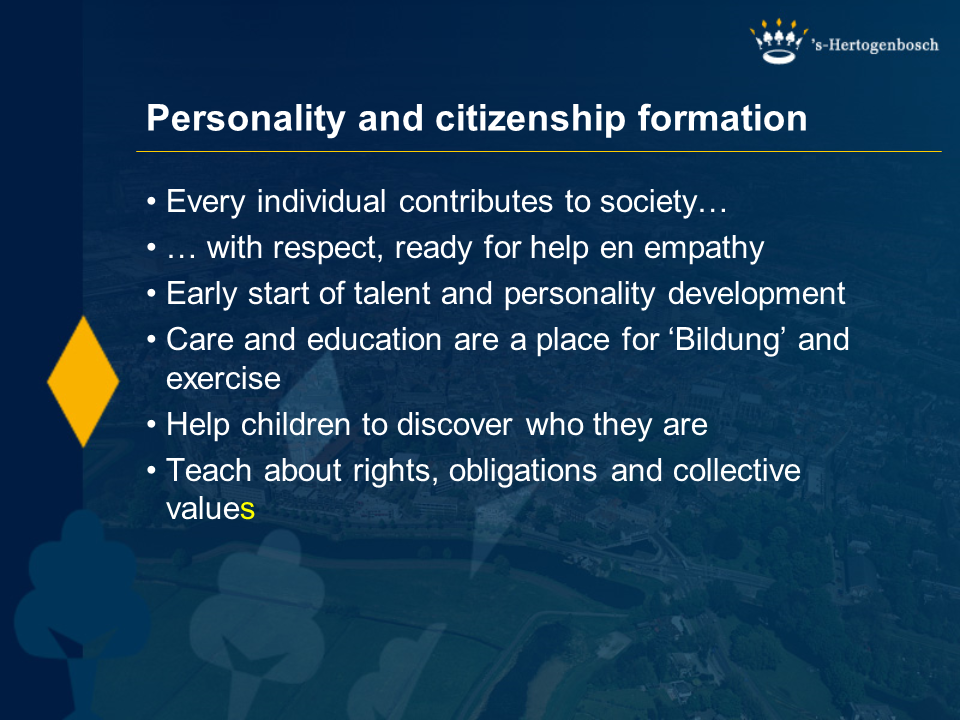 's-Hertogenbosch
Personality and citizenship formation
• Every individual contributes to society…
• … with respect, ready for help en empathy
• Early start of talent and personality development
• Care and education are a place for ‘Bildung’ and
exercise
• Help children to discover who they are
• Teach about rights, obligations and collective
values